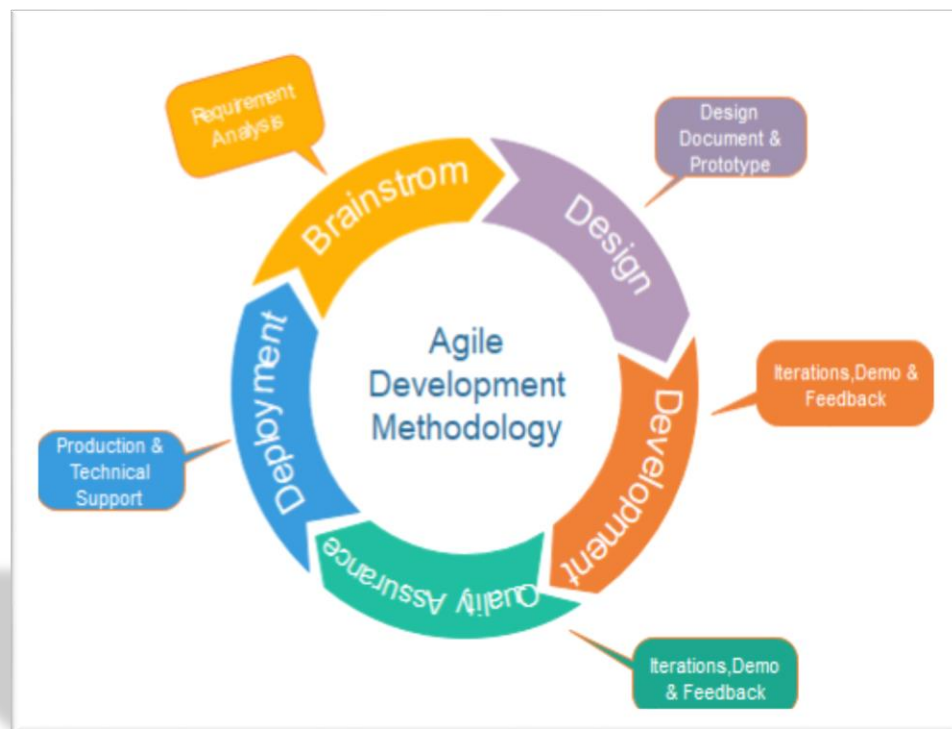 Requirement
Analysis
Brainstrom
Design
Document &
Prototype
Design
Iterations,Demo &
Feedback
Development
Agile
Development
Methodology
Production &
Technical
Support
Deployment
Quality Assurance
Iterations,Demo
& Feedback